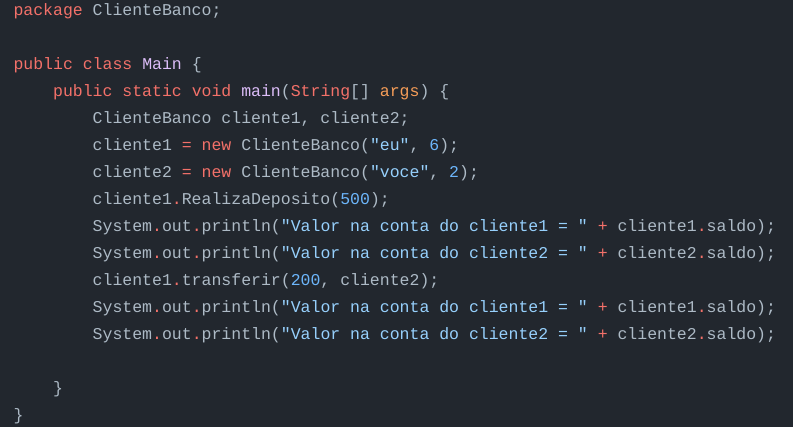 package ClienteBanco;
public class Main {
public static void main(String[] args) {
ClienteBanco cliente1, cliente2;
cliente1 = new ClienteBanco("eu", 6);
cliente2 = new ClienteBanco("voce", 2);
cliente1.RealizaDeposito(500);
System.out.println("Valor na conta do cliente1 = " + cliente1.saldo);
System.out.println("Valor na conta do cliente2 = " + cliente2.saldo);
cliente1.transferir(200, cliente2);
System.out.println("Valor na conta do cliente1 = " + cliente1.saldo);
System.out.println("Valor na conta do cliente2 = " + cliente2.saldo);
}
}